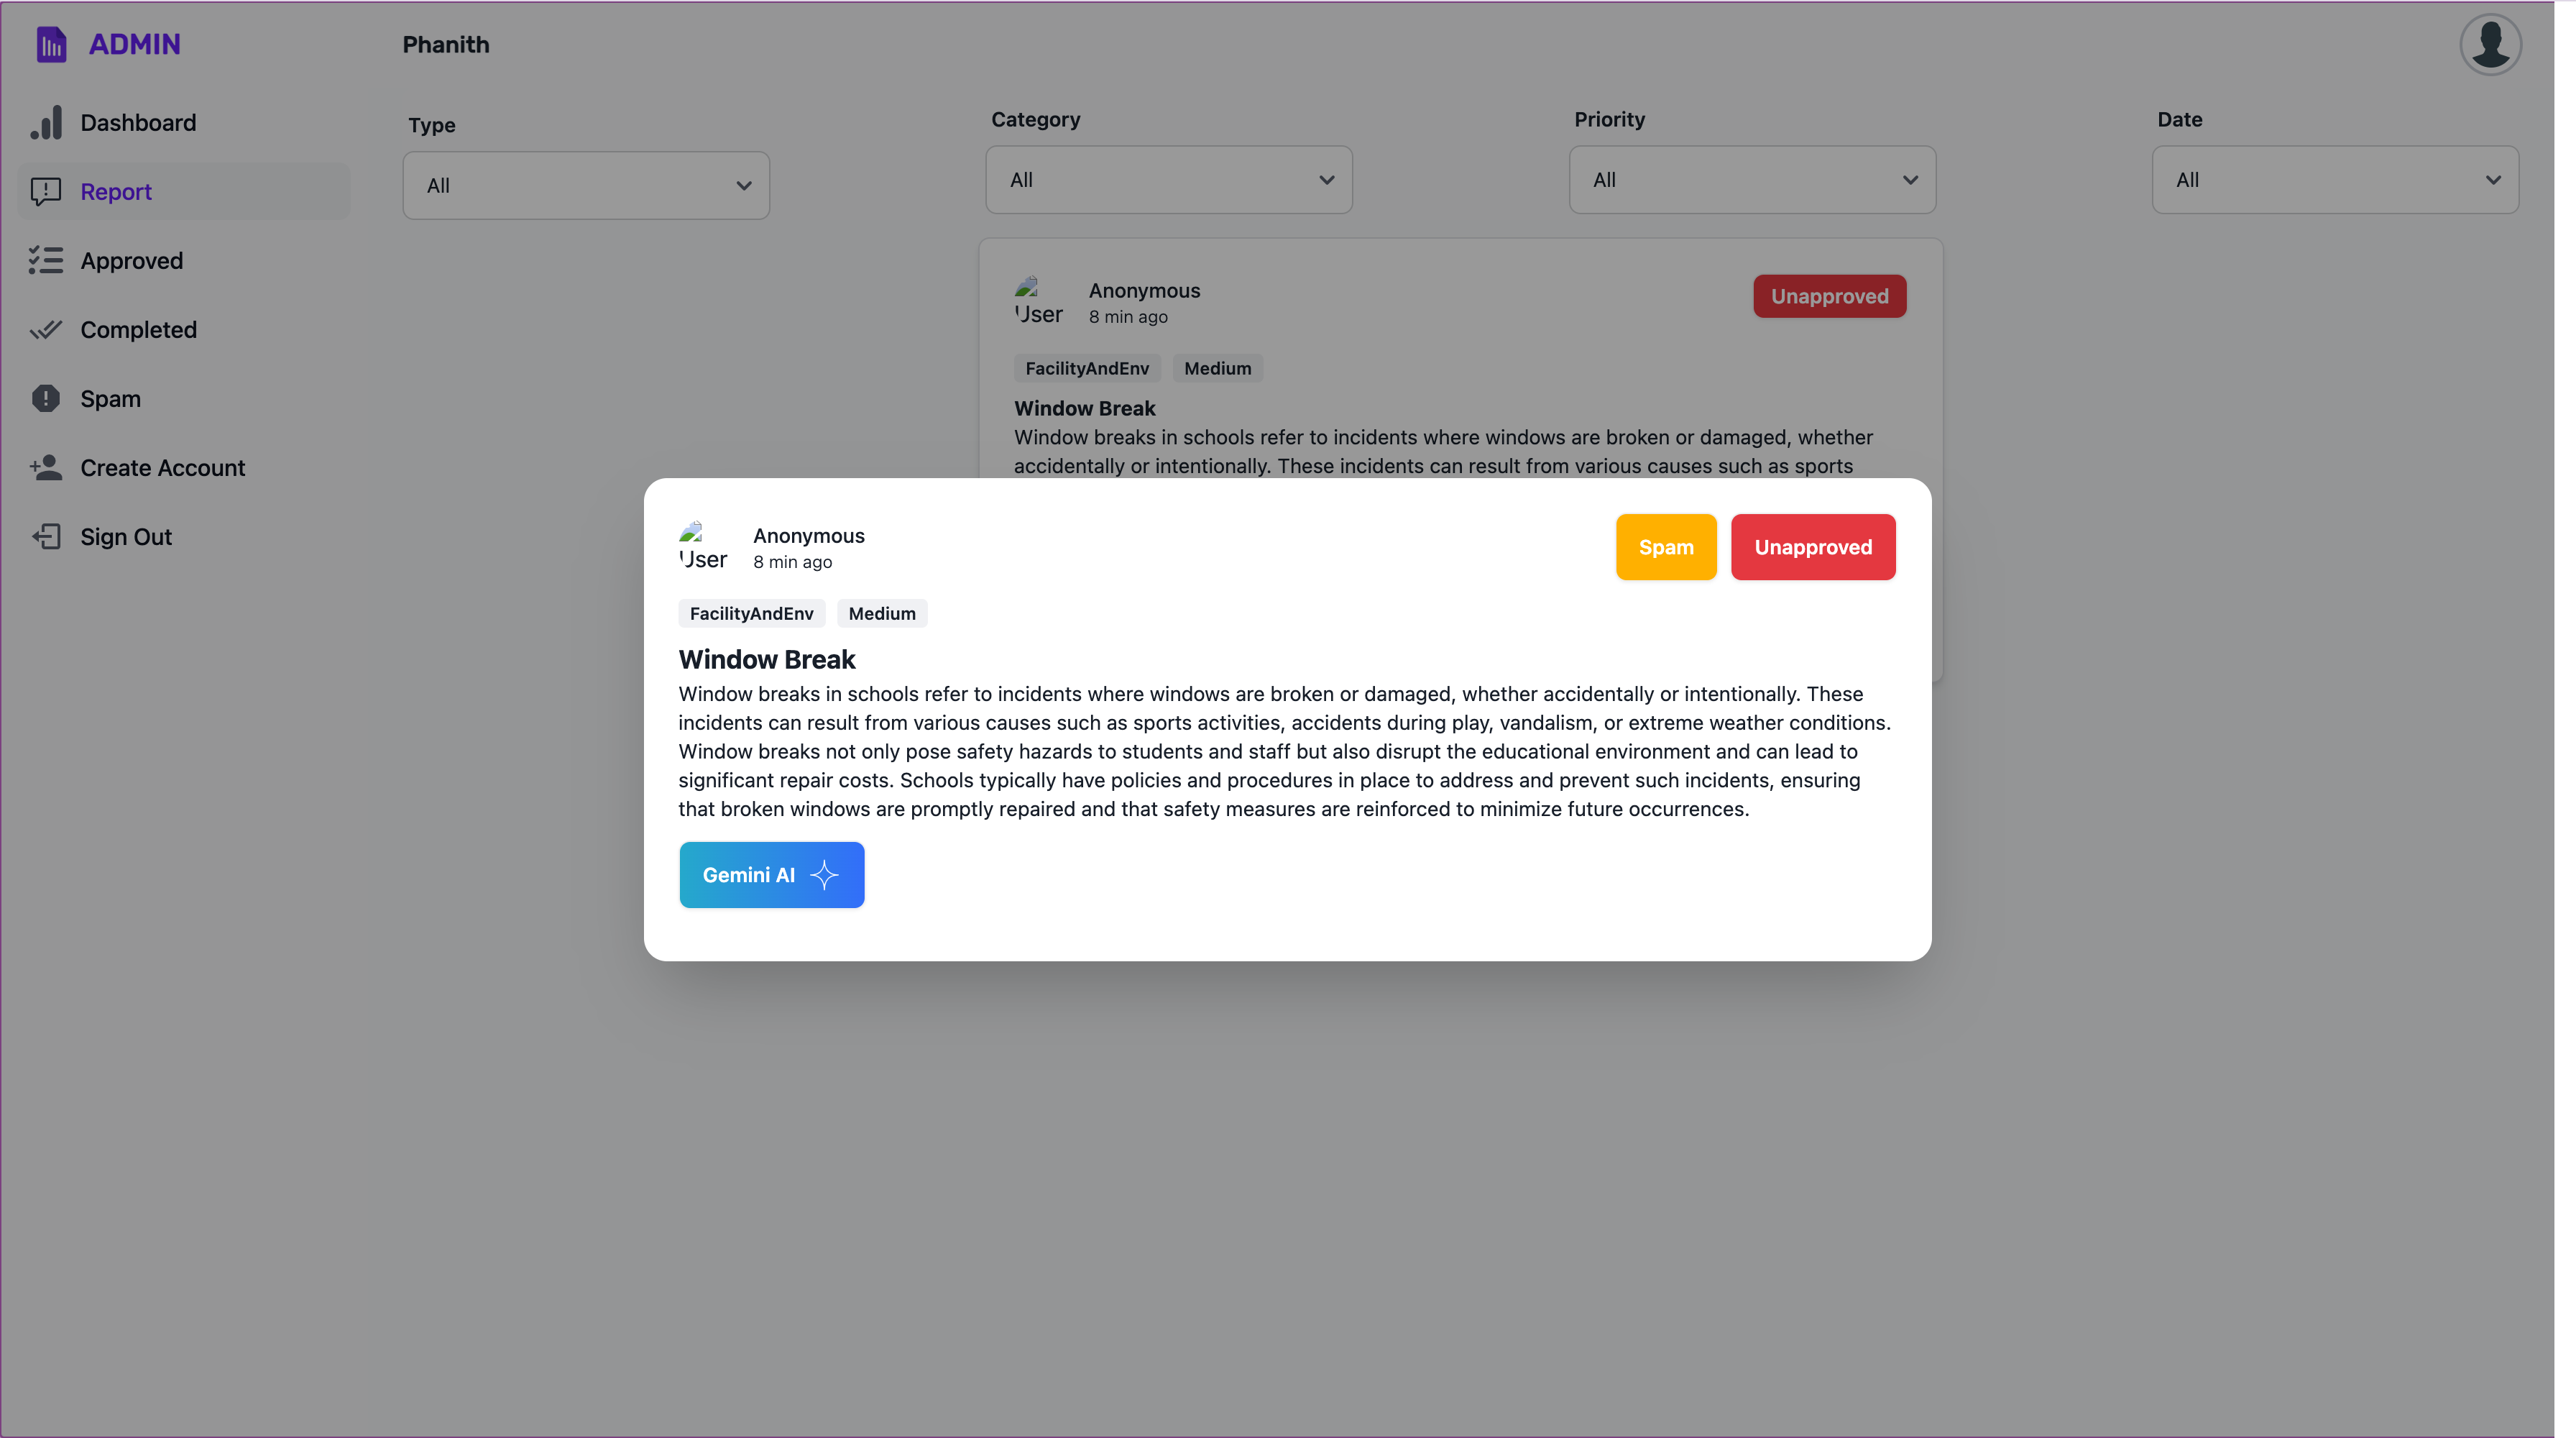 ADMIN
Phanith
Dashboard
Report
Approved
Completed
Spam
Create Account
Sign Out
Type
All
Category
All
Priority
All
Date
All
User
Anonymous
8 min ago
Unapproved
FacilityAndEnv
Medium
Window Break
Window breaks in schools refer to incidents where windows are broken or damaged, whether
accidentally or intentionally. These incidents can result from various causes such as sports
User
Anonymous
8 min ago
Spam
Unapproved
FacilityAndEnv
Medium
Window Break
Window breaks in schools refer to incidents where windows are broken or damaged, whether accidentally or intentionally. These
incidents can result from various causes such as sports activities, accidents during play, vandalism, or extreme weather conditions.
Window breaks not only pose safety hazards to students and staff but also disrupt the educational environment and can lead to
significant repair costs. Schools typically have policies and procedures in place to address and prevent such incidents, ensuring
that broken windows are promptly repaired and that safety measures are reinforced to minimize future occurrences.
Gemini AI